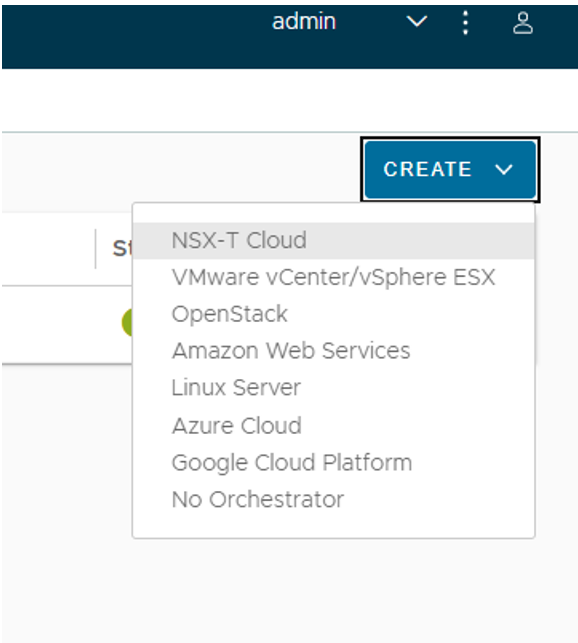 admin
CREATE
NSX-T Cloud
VMware vCenter/vSphere ESX
OpenStack
Amazon Web Services
Linux Server
Azure Cloud
Google Cloud Platform
No Orchestrator